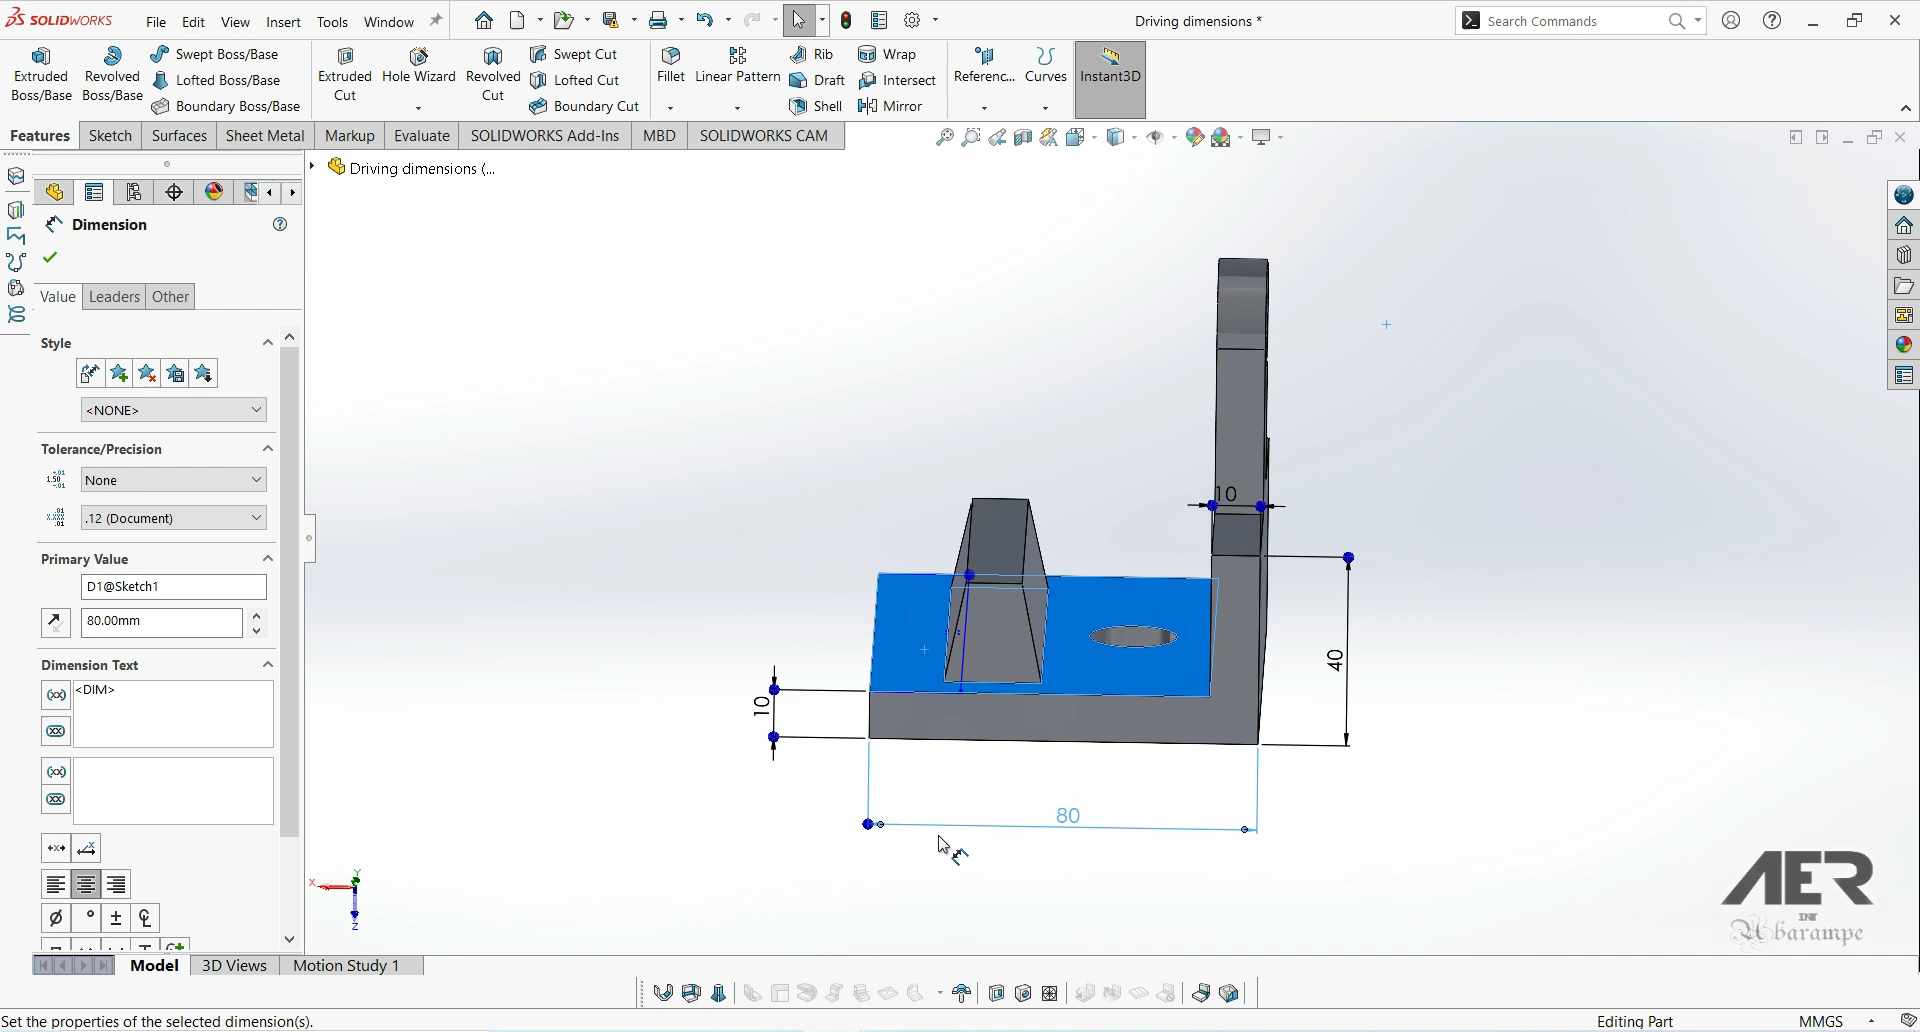 SOLIDWORKS
File Edit View Insert Tools Window
Driving dimensions *
Search Commands
Extruded Boss/Base
Revolved Boss/Base
Swept Boss/Base
Lofted Boss/Base
Boundary Boss/Base
Extruded Cut
Hole Wizard
Revolved Cut
Swept Cut
Lofted Cut
Boundary Cut
Fillet
Linear Pattern
Rib
Draft
Shell
Wrap
Intersect
Mirror
Referenc...
Curves
Instant3D
Features Sketch Surfaces Sheet Metal Markup Evaluate SOLIDWORKS Add-Ins MBD SOLIDWORKS CAM
Driving dimensions (...
Dimension
Value Leaders Other
Style
<NONE>
Tolerance/Precision
None
.12 (Document)
Primary Value
D1@Sketch1
80.00mm
Dimension Text
<DIM>
10
40
10
80
X
Y
Z
AER
INT
Abarampe
Model 3D Views Motion Study 1
Set the properties of the selected dimension(s).
Editing Part
MMGS